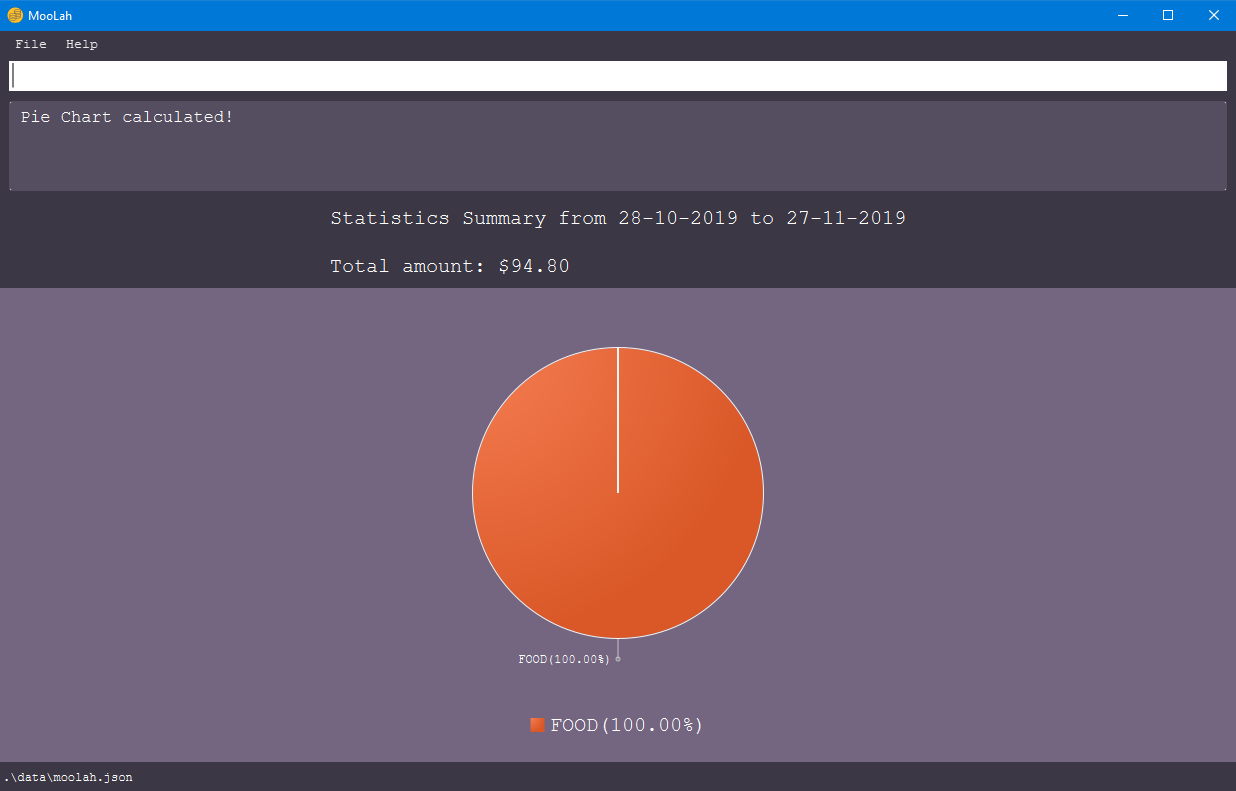 MooLah
File Help
Pie Chart calculated!
Statistics Summary from 28-10-2019 to 27-11-2019
Total amount: $94.80
FOOD(100.00%)
FOOD(100.00%)
.\data\moolah.json